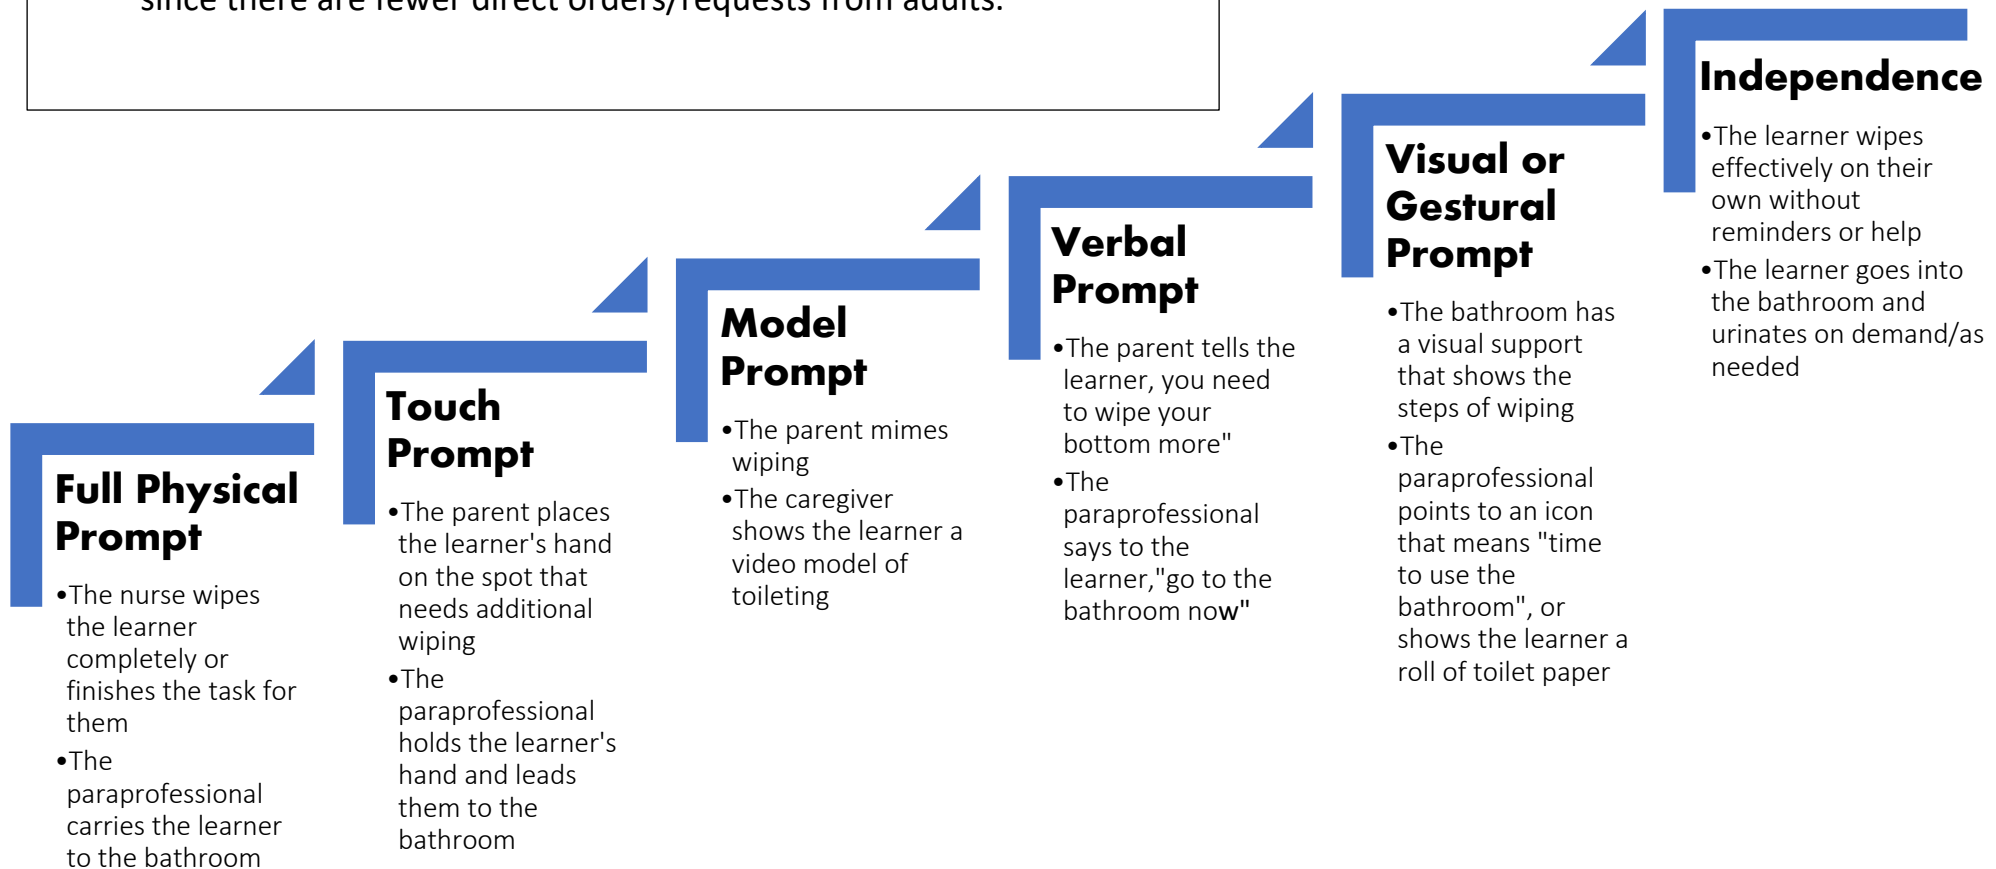 since there are fewer direct orders/requests from adults.
Full Physical
Prompt
•The nurse wipes
the learner
completely or
finishes the task for
them
•The
paraprofessional
carries the learner
to the bathroom
Touch
Prompt
•The parent places
the learner's hand
on the spot that
needs additional
wiping
•The
paraprofessional
holds the learner's
hand and leads
them to the
bathroom
Model
Prompt
•The parent mimes
wiping
•The caregiver
shows the learner a
video model of
toileting
Verbal
Prompt
•The parent tells the
learner, you need
to wipe your
bottom more"
•The
paraprofessional
says to the
learner,"go to the
bathroom now"
Visual or
Gestural
Prompt
•The bathroom has
a visual support
that shows the
steps of wiping
•The
paraprofessional
points to an icon
that means "time
to use the
bathroom", or
shows the learner a
roll of toilet paper
Independence
•The learner wipes
effectively on their
own without
reminders or help
•The learner goes into
the bathroom and
urinates on demand/as
needed